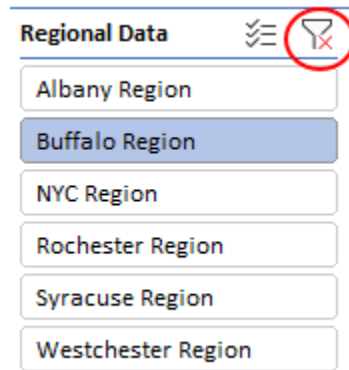 Regional Data
Albany Region
Buffalo Region
NYC Region
Rochester Region
Syracuse Region
Westchester Region